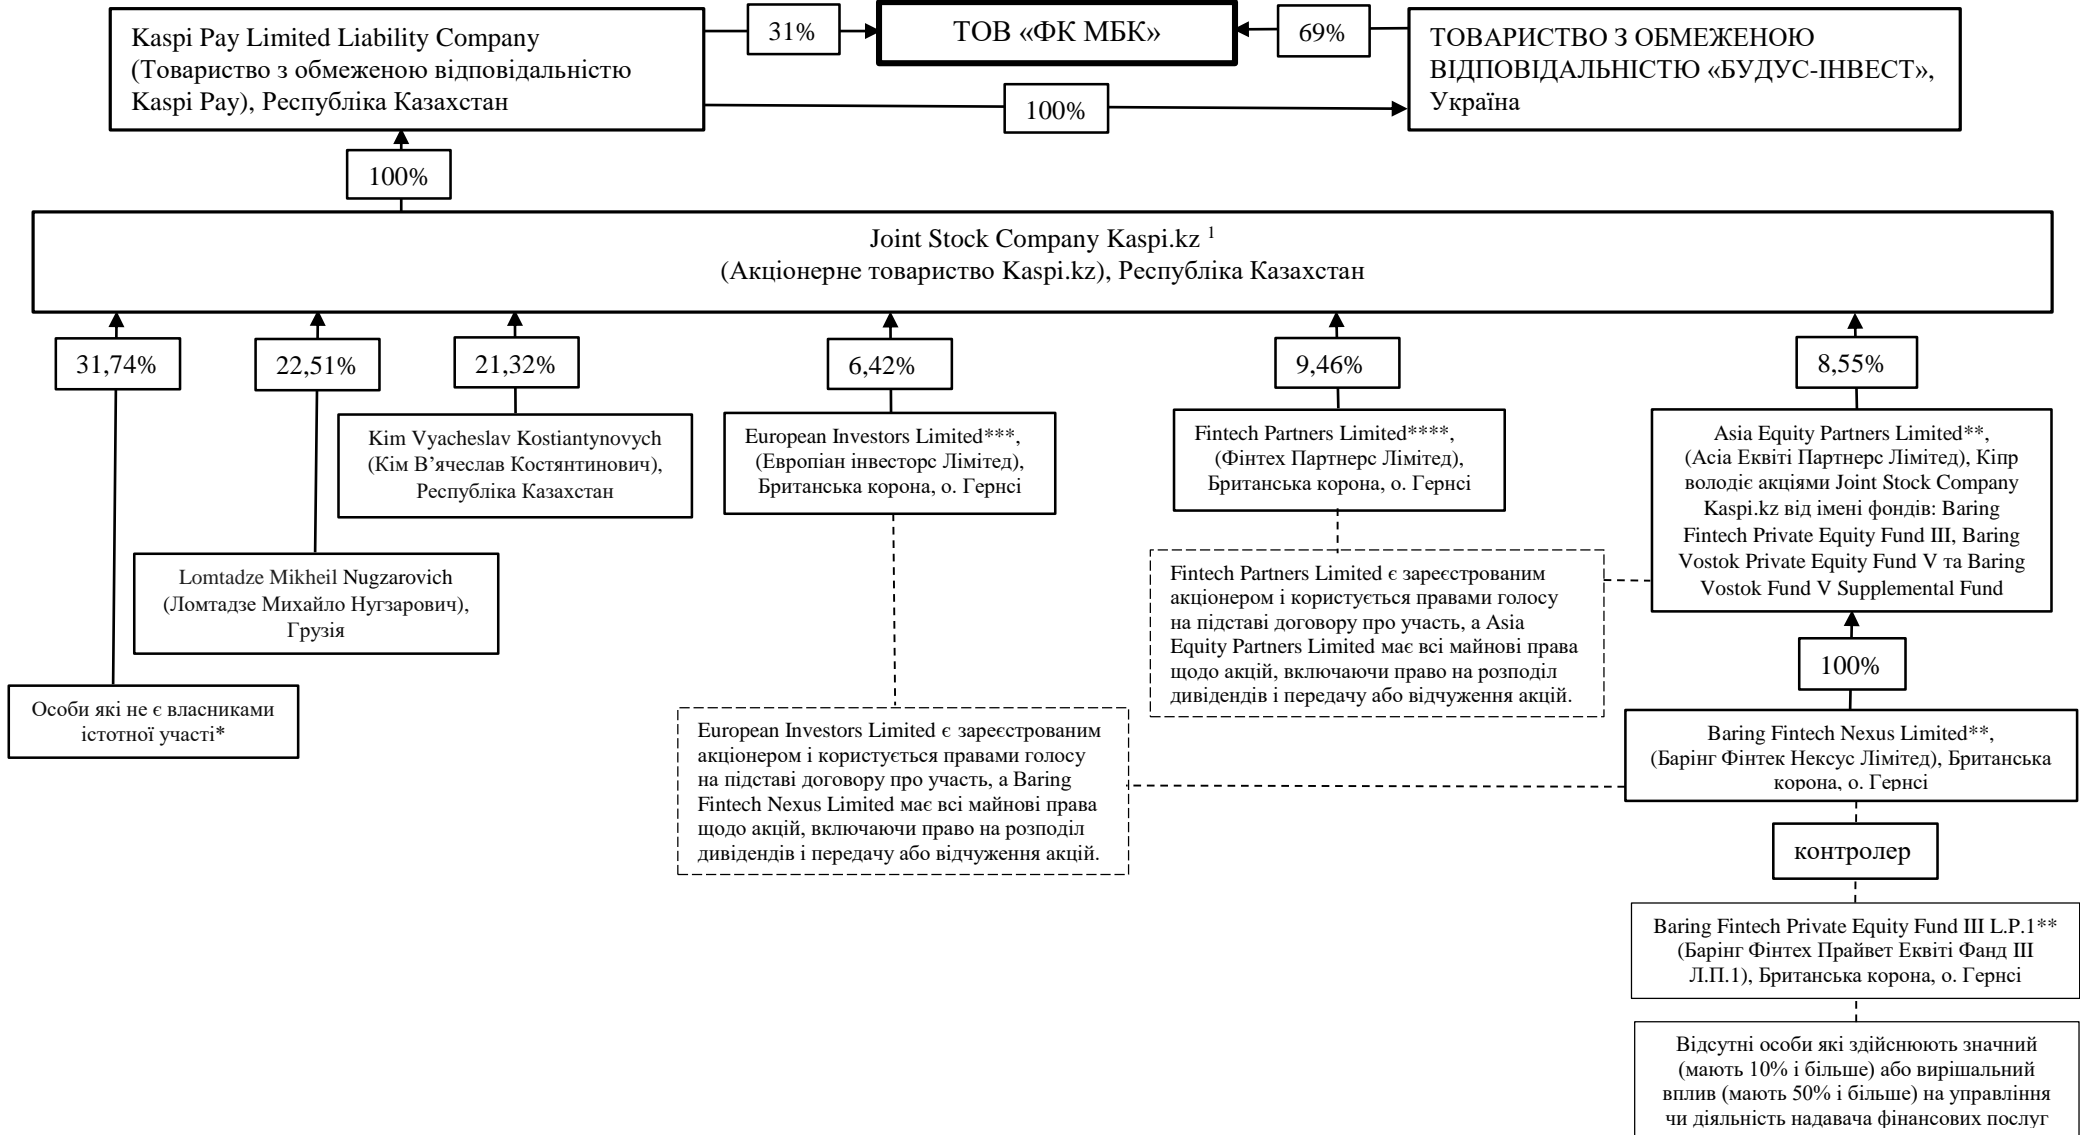 Kaspi Pay Limited Liability Company
(Товариство з обмеженою відповідальністю
Kaspi Pay), Республіка Казахстан
31%
ТОВ «ФК МБК»
69%
ТОВАРИСТВО З ОБМЕЖЕНОЮ
ВІДПОВІДАЛЬНІСТЮ «БУДУС-ІНВЕСТ»,
Україна
100%
100%
Joint Stock Company Kaspi.kz 1
(Акціонерне товариство Kaspi.kz), Республіка Казахстан
31,74%
22,51%
21,32%
6,42%
9,46%
8,55%
Kim Vyacheslav Kostiantynovych
(Кім В’ячеслав Костянтинович),
Республіка Казахстан
European Investors Limited***,
(Европіан інвесторс Лімітед),
Британська корона, о. Гернсі
Fintech Partners Limited****,
(Фінтех Партнерс Лімітед),
Британська корона, о. Гернсі
Asia Equity Partners Limited**,
(Асіа Еквіті Партнерс Лімітед), Кіпр
володіє акціями Joint Stock Company
Kaspi.kz від імені фондів: Baring
Fintech Private Equity Fund III, Baring
Vostok Private Equity Fund V та Baring
Vostok Fund V Supplemental Fund
Lomtadze Mikheil Nugzarovich
(Ломтадзе Михайло Нугзарович),
Грузія
Fintech Partners Limited є зареєстрованим
акціонером і користується правами голосу
на підставі договору про участь, а Asia
Equity Partners Limited має всі майнові права
щодо акцій, включаючи право на розподіл
дивідендів і передачу або відчуження акцій.
100%
Особи які не є власниками
істотної участі*
European Investors Limited є зареєстрованим
акціонером і користується правами голосу
на підставі договору про участь, а Baring
Fintech Nexus Limited має всі майнові права
щодо акцій, включаючи право на розподіл
дивідендів і передачу або відчуження акцій.
Baring Fintech Nexus Limited**,
(Барінг Фінтек Нексус Лімітед), Британська
корона, о. Гернсі
контролер
Baring Fintech Private Equity Fund III L.P.1**
(Барінг Фінтех Прайвет Еквіті Фанд III
Л.П.1), Британська корона, о. Гернсі
Відсутні особи які здійснюють значний
(мають 10% і більше) або вирішальний
вплив (мають 50% і більше) на управління
чи діяльність надавача фінансових послуг